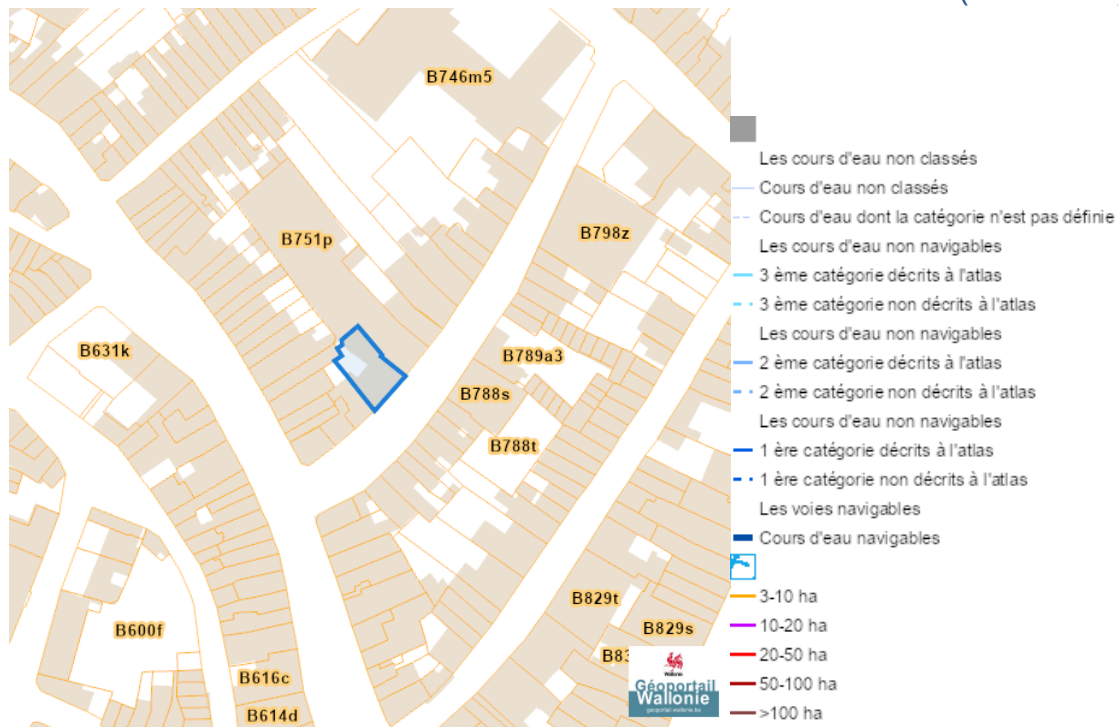 B746m5
B751p
B798z
B631k
B789a3
B788s
B788t
B829t
B600f
B829s
B616c
B614d
Wallonie
Géoportail
Wallonie
geoportail.wallonie.be
Les cours d'eau non classés
Cours d'eau non classés
Cours d'eau dont la catégorie n'est pas définie
Les cours d'eau non navigables
3 ème catégorie décrits à l'atlas
3 ème catégorie non décrits à l'atlas
Les cours d'eau non navigables
2 ème catégorie décrits à l'atlas
2 ème catégorie non décrits à l'atlas
Les cours d'eau non navigables
1 ère catégorie décrits à l'atlas
1 ère catégorie non décrits à l'atlas
Les voies navigables
Cours d'eau navigables
3-10 ha
10-20 ha
20-50 ha
50-100 ha
>100 ha